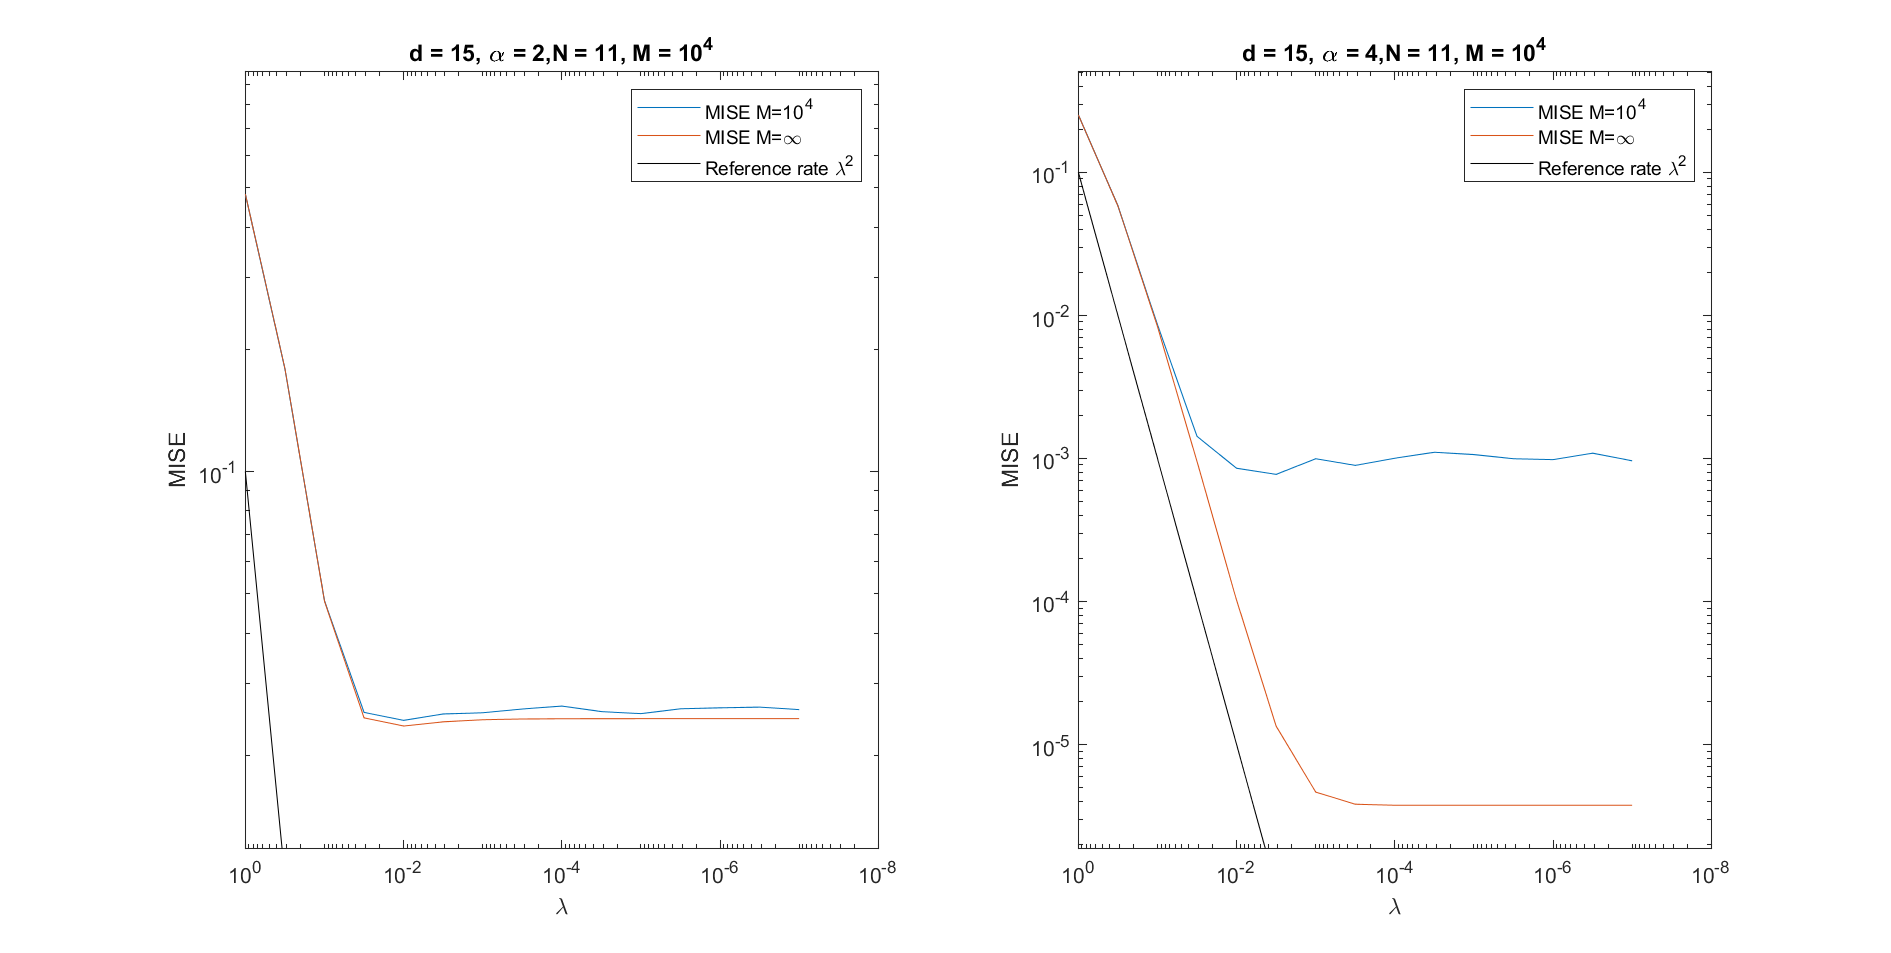 d = 15, α = 2,N = 11, M = 10^4
MISE M=10^4
MISE M=∞
Reference rate λ^2
MISE
10^-1
10^0 10^-2 10^-4 10^-6 10^-8
λ
d = 15, α = 4,N = 11, M = 10^4
MISE M=10^4
MISE M=∞
Reference rate λ^2
MISE
10^-1
10^-2
10^-3
10^-4
10^-5
10^0 10^-2 10^-4 10^-6 10^-8
λ